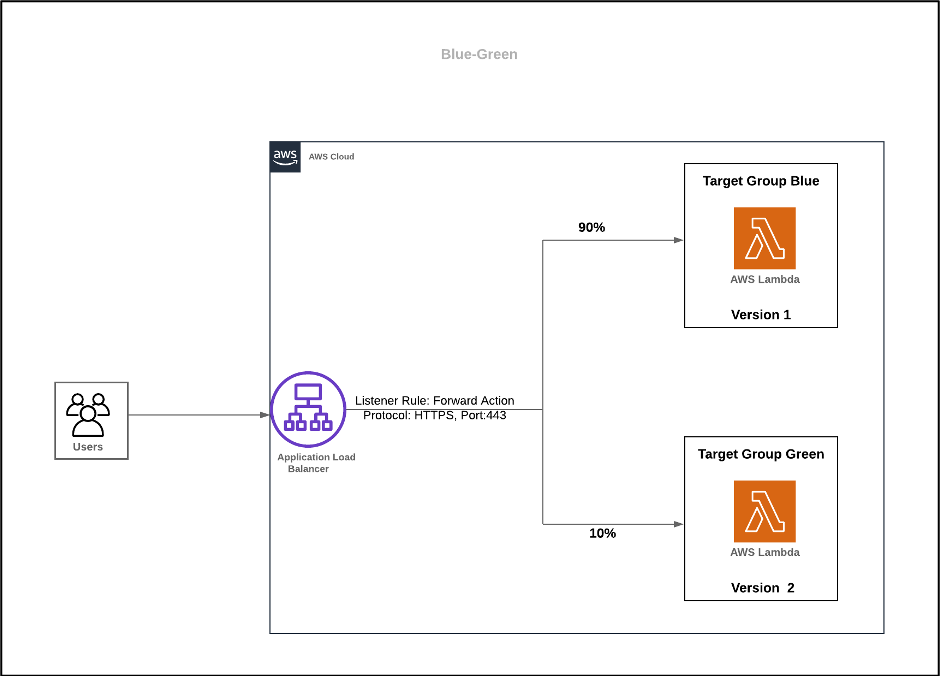 Blue-Green
aws
AWS Cloud
Target Group Blue
AWS Lambda
Version 1
90%
Users
Listener Rule: Forward Action
Protocol: HTTPS, Port:443
Application Load
Balancer
Target Group Green
AWS Lambda
Version  2
10%